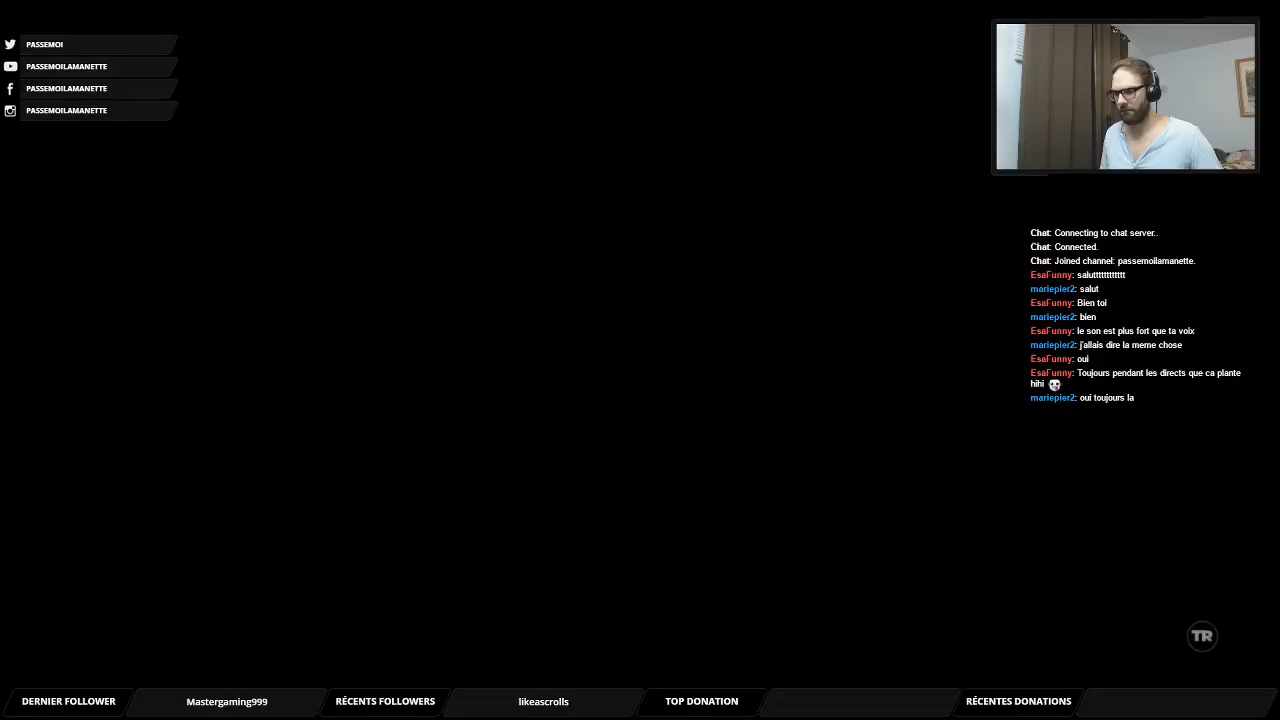 PASSEMOI
PASSEMOILAMANETTE
PASSEMOILAMANETTE
PASSEMOILAMANETTE
Chat: Connecting to chat server..
Chat: Connected.
Chat: Joined channel: passemoilamanette.
EsaFunny: saluttttttttttttt
mariepier2: salut
EsaFunny: Bien toi
mariepier2: bien
EsaFunny: le son est plus fort que ta voix
mariepier2: j'allais dire la meme chose
EsaFunny: oui
EsaFunny: Toujours pendant les directs que ca plante
hihi
mariepier2: oui toujours la
TR
DERNIER FOLLOWER Mastergaming999 RÉCENTS FOLLOWERS likeascrolls TOP DONATION RÉCENTES DONATIONS